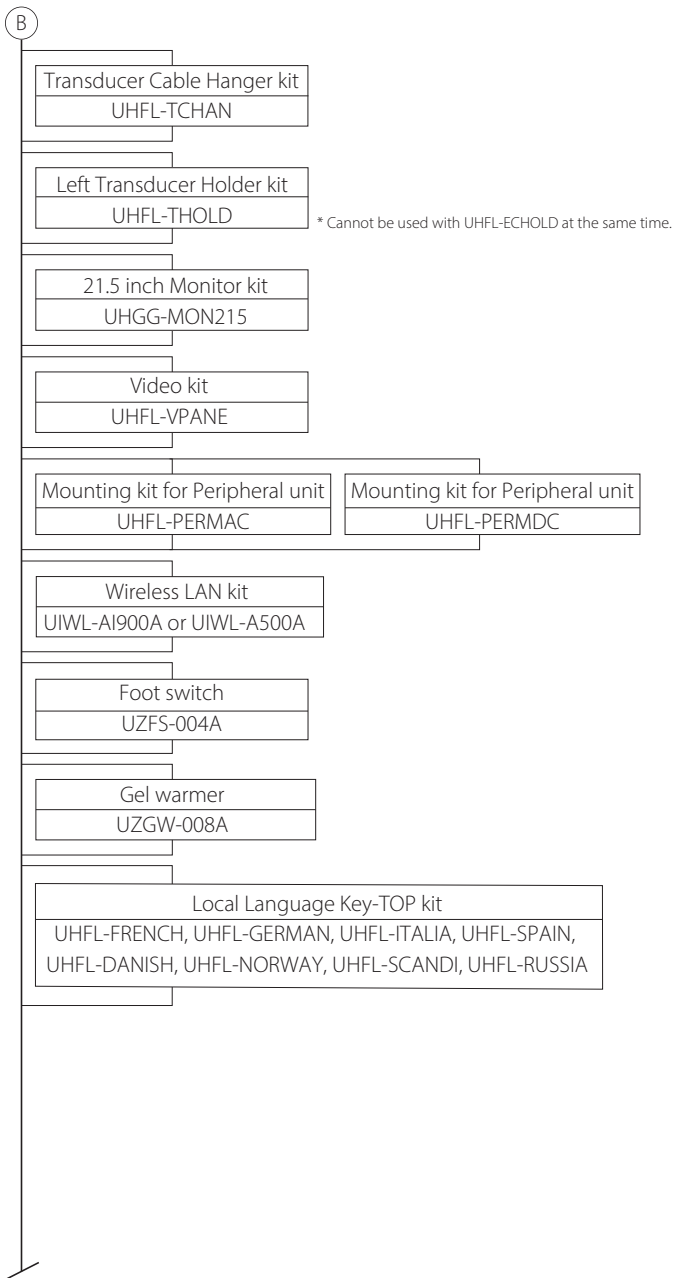 B
Transducer Cable Hanger kit
UHFL-TCHAN
Left Transducer Holder kit
UHFL-THOLD
* Cannot be used with UHFL-ECHOLD at the same time.
21.5 inch Monitor kit
UHGG-MON215
Video kit
UHFL-VPANE
Mounting kit for Peripheral unit
UHFL-PERMAC
Mounting kit for Peripheral unit
UHFL-PERMDC
Wireless LAN kit
UIWL-AI900A or UIWL-A500A
Foot switch
UZFS-004A
Gel warmer
UZGW-008A
Local Language Key-TOP kit
UHFL-FRENCH, UHFL-GERMAN, UHFL-ITALIA, UHFL-SPAIN,
UHFL-DANISH, UHFL-NORWAY, UHFL-SCANDI, UHFL-RUSSIA